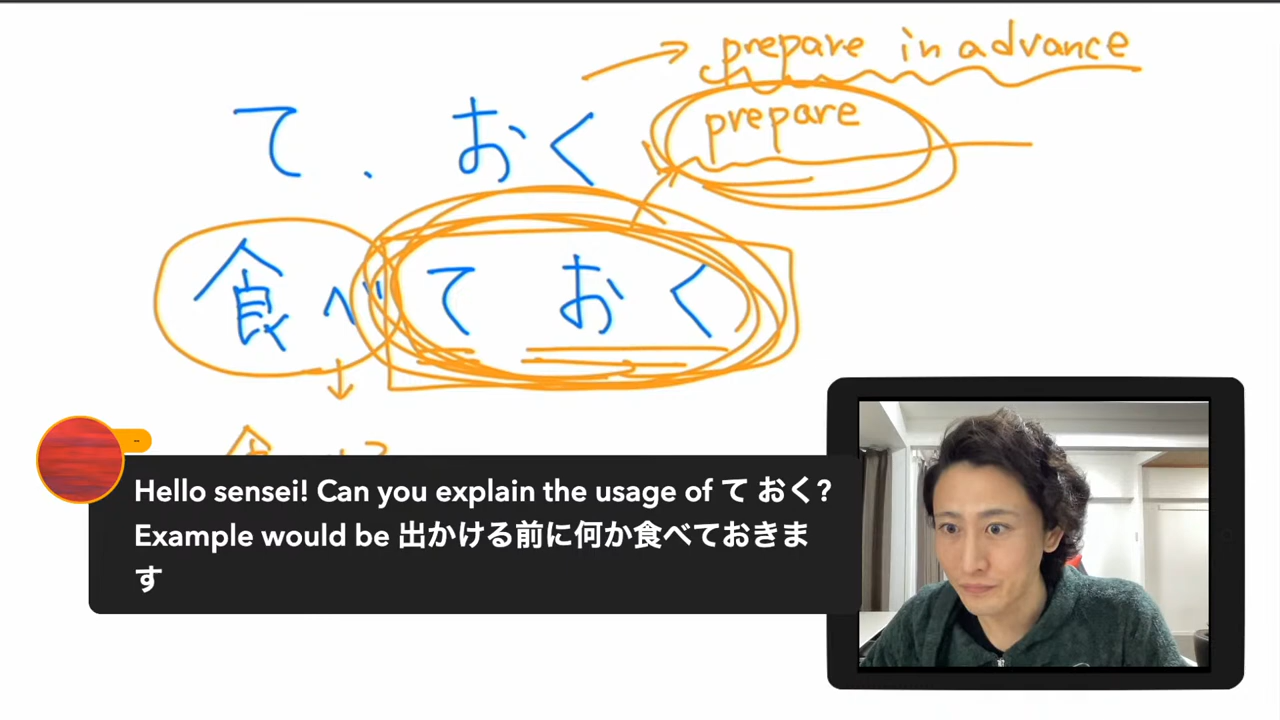 prepare in advance
て．おく
prepare
食べておく
Hello sensei! Can you explain the usage of て おく?
Example would be 出かける前に何か食べておきま
す